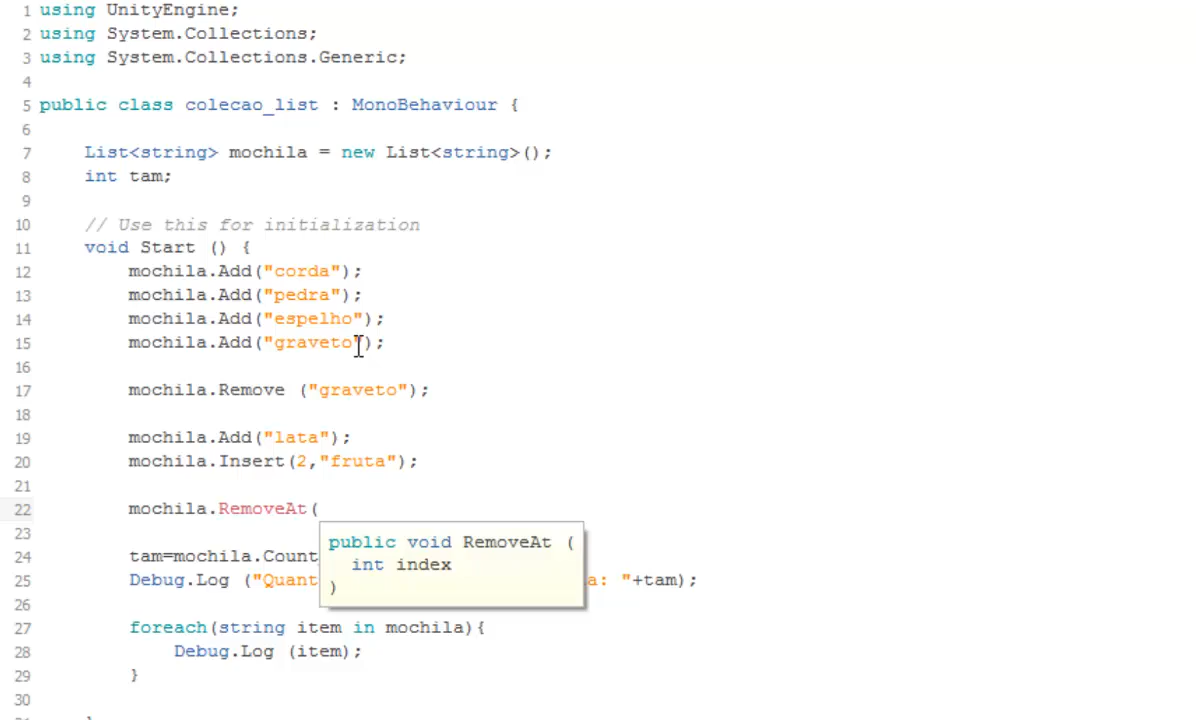 1 using UnityEngine;
2 using System.Collections;
3 using System.Collections.Generic;
4
5 public class colecao_list : MonoBehaviour {
6
7 List<string> mochila = new List<string>();
8 int tam;
9
10 // Use this for initialization
11 void Start () {
12 mochila.Add("corda");
13 mochila.Add("pedra");
14 mochila.Add("espelho");
15 mochila.Add("graveto");
16
17 mochila.Remove ("graveto");
18
19 mochila.Add("lata");
20 mochila.Insert(2,"fruta");
21
22 mochila.RemoveAt(
23
public void RemoveAt (
int index
)
24 tam=mochila.Count
25 Debug.Log ("Quant a: "+tam);
26
27 foreach(string item in mochila){
28 Debug.Log (item);
29 }
30